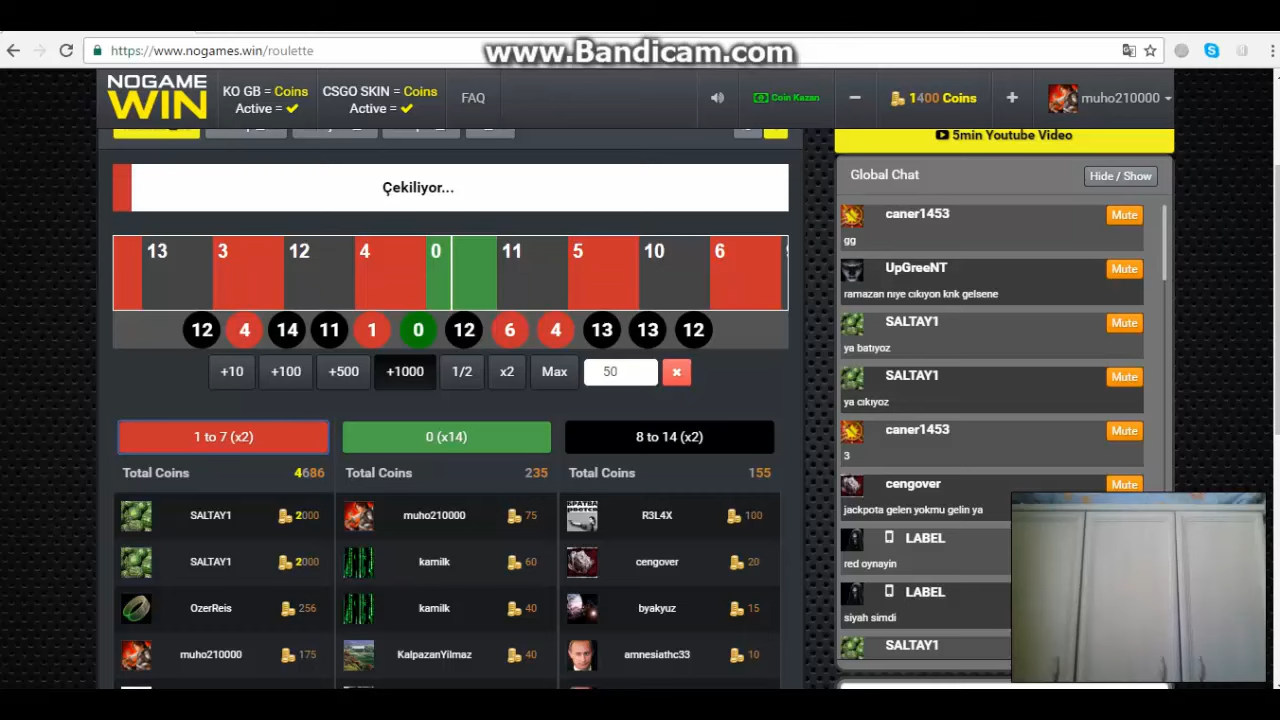 https://www.nogames.win/roulette
www.Bandicam.com
NOGAME
WIN
KO GB = Coins
Active =
CSGO SKIN = Coins
Active =
FAQ
Coin Kazan
1400 Coins
muho210000
5min Youtube Video
Çekiliyor...
13 3 12 4 0 11 5 10 6
12 4 14 11 1 0 12 6 4 13 13 12
+10 +100 +500 +1000 1/2 x2 Max 50
1 to 7 (x2)
Total Coins 4686
SALTAY1 2000
SALTAY1 2000
OzerReis 256
muho210000 175
0 (x14)
Total Coins 235
muho210000 75
kamilk 60
kamilk 40
KalpazanYilmaz 40
8 to 14 (x2)
Total Coins 155
R3L4X 100
cengover 20
byakyuz 15
amnesiathc33 10
Global Chat
Hide / Show
caner1453 Mute
gg
UpGreeNT Mute
ramazan nıye cıkıyon knk gelsene
SALTAY1 Mute
ya batıyoz
SALTAY1 Mute
ya cıkıyoz
caner1453 Mute
3
cengover Mute
jackpota gelen yokmu gelin ya
LABEL
red oynayin
LABEL
siyah simdi
SALTAY1